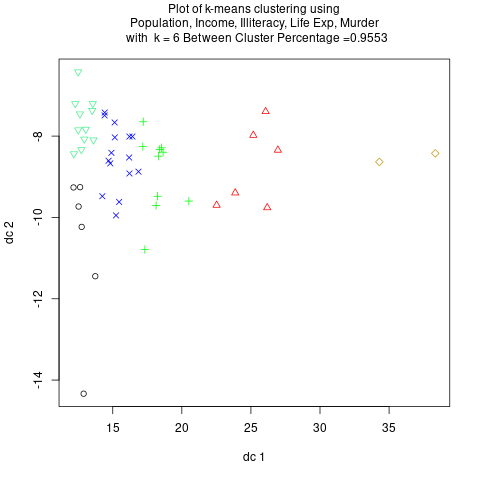 Plot of k-means clustering using
Population, Income, Illiteracy, Life Exp, Murder
with k = 6 Between Cluster Percentage =0.9553
dc 2
-8
-10
-12
-14
15 20 25 30 35
dc 1